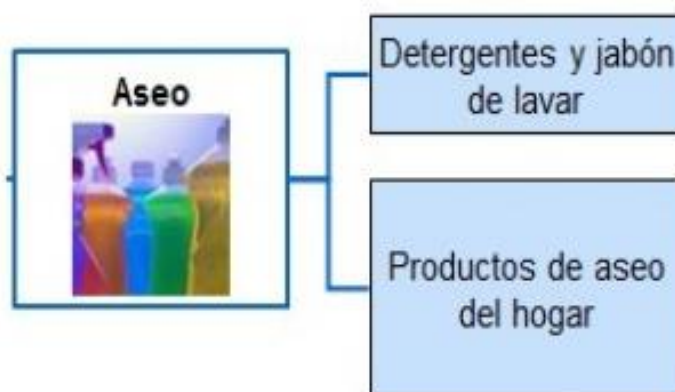 Aseo
Detergentes y jabón
de lavar
Productos de aseo
del hogar